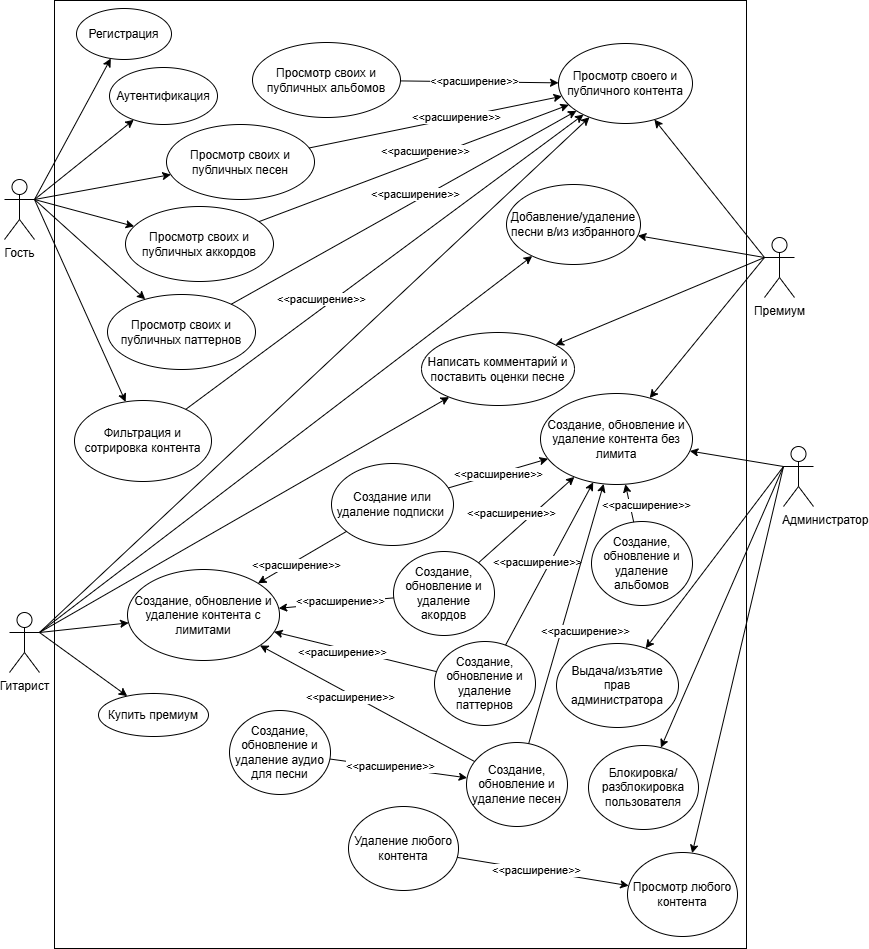 Регистрация
Аутентификация
Просмотр своих и
публичных альбомов
<<расширение>>
Просмотр своего и
публичного контента
<<расширение>>
Просмотр своих и
публичных песен
<<расширение>>
<<расширение>>
Гость
Просмотр своих и
публичных аккордов
Добавление/удаление
песни в/из избранного
<<расширение>>
Просмотр своих и
публичных паттернов
Премиум
Написать комментарий и
поставить оценки песне
Фильтрация и
сотрировка контента
Создание, обновление и
удаление контента без
лимита
<<расширение>>
Создание или
удаление подписки
<<расширение>>
<<расширение>>
Администратор
Создание,
обновление и
удаление
альбомов
<<расширение>>
<<расширение>>
Создание,
обновление и
удаление
акордов
<<расширение>>
Создание, обновление и
удаление контента с
лимитами
<<расширение>>
<<расширение>>
Создание,
обновление и
удаление
паттернов
Выдача/изъятие
прав
администратора
Гитарист
<<расширение>>
Купить премиум
Создание,
обновление и
удаление аудио
для песни
<<расширение>>
Создание,
обновление и
удаление песен
Блокировка/
разблокировка
пользователя
Удаление любого
контента
<<расширение>>
Просмотр любого
контента